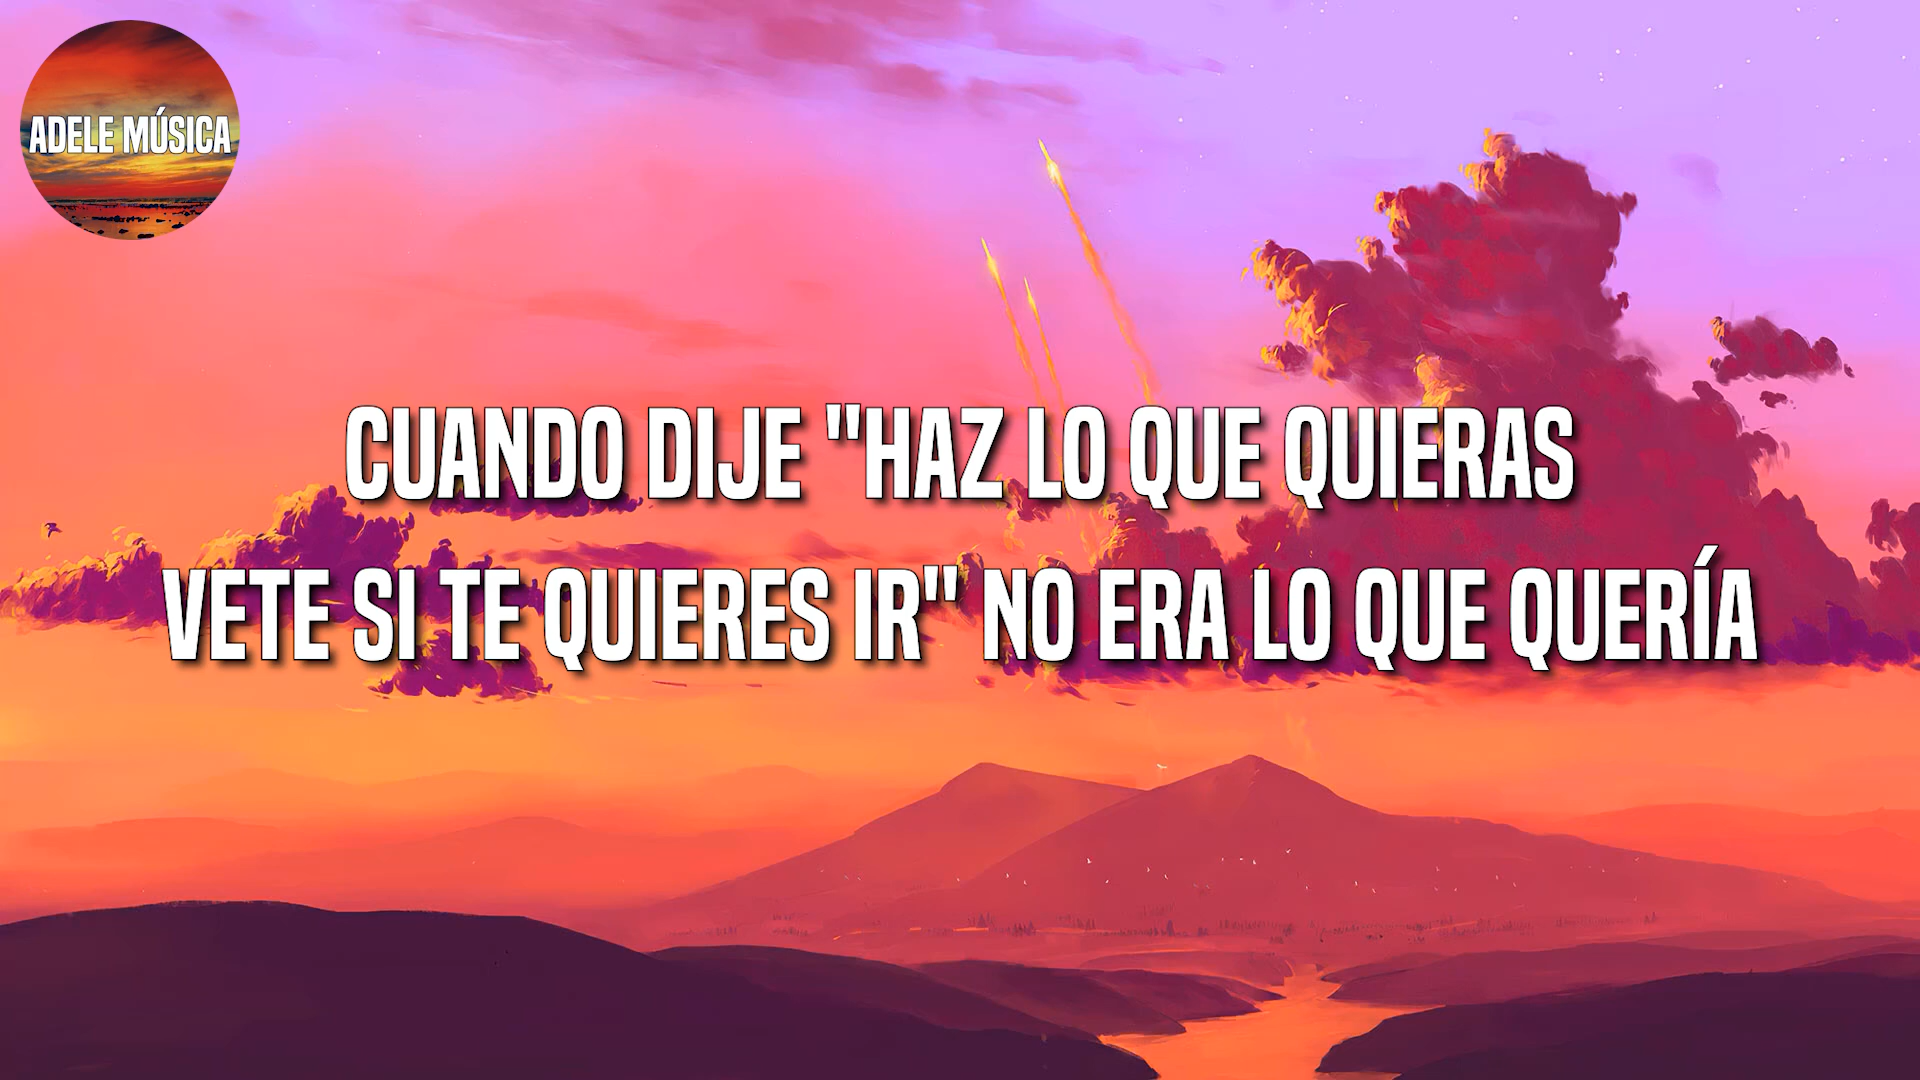 ADELE MÚSICA
CUANDO DIJE "HAZ LO QUE QUIERAS
VETE SI TE QUIERES IR" NO ERA LO QUE QUERÍA